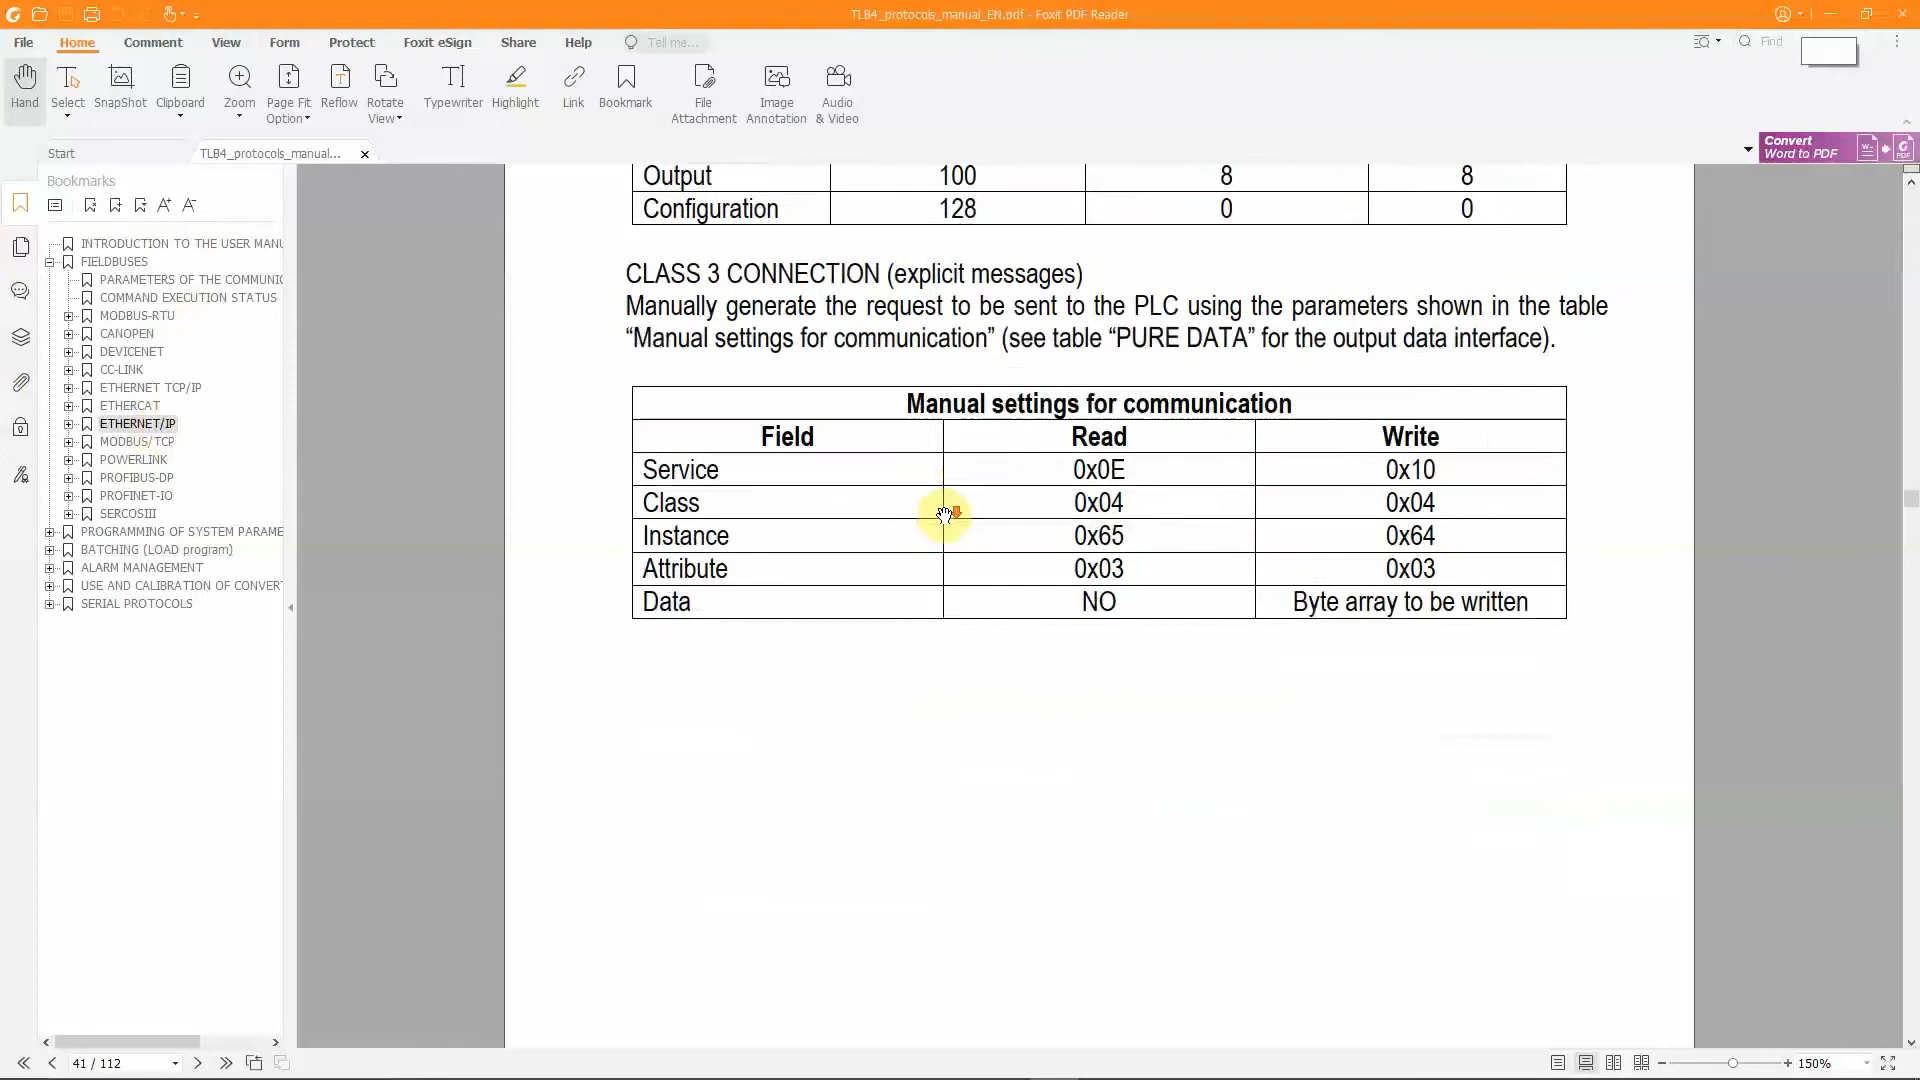 TLB4_protocols_manual_EN.pdf - Foxit PDF Reader
File Home Comment View Form Protect Foxit eSign Share Help Tell me... Find
Hand Select SnapShot Clipboard Zoom Page Fit Option Reflow Rotate View Typewriter Highlight Link Bookmark File Attachment Image Annotation Audio & Video
Start TLB4_protocols_manual...
Convert
Word to PDF
Bookmarks
INTRODUCTION TO THE USER MANU
FIELDBUSES
PARAMETERS OF THE COMMUNIC
COMMAND EXECUTION STATUS
MODBUS-RTU
CANOPEN
DEVICENET
CC-LINK
ETHERNET TCP/IP
ETHERCAT
ETHERNET/IP
MODBUS/TCP
POWERLINK
PROFIBUS-DP
PROFINET-IO
SERCOSIII
PROGRAMMING OF SYSTEM PARAME
BATCHING (LOAD program)
ALARM MANAGEMENT
USE AND CALIBRATION OF CONVERT
SERIAL PROTOCOLS
Output 100 8 8
Configuration 128 0 0
CLASS 3 CONNECTION (explicit messages)
Manually generate the request to be sent to the PLC using the parameters shown in the table
“Manual settings for communication” (see table “PURE DATA” for the output data interface).
Manual settings for communication
Field Read Write
Service 0x0E 0x10
Class 0x04 0x04
Instance 0x65 0x64
Attribute 0x03 0x03
Data NO Byte array to be written
41 / 112
150%